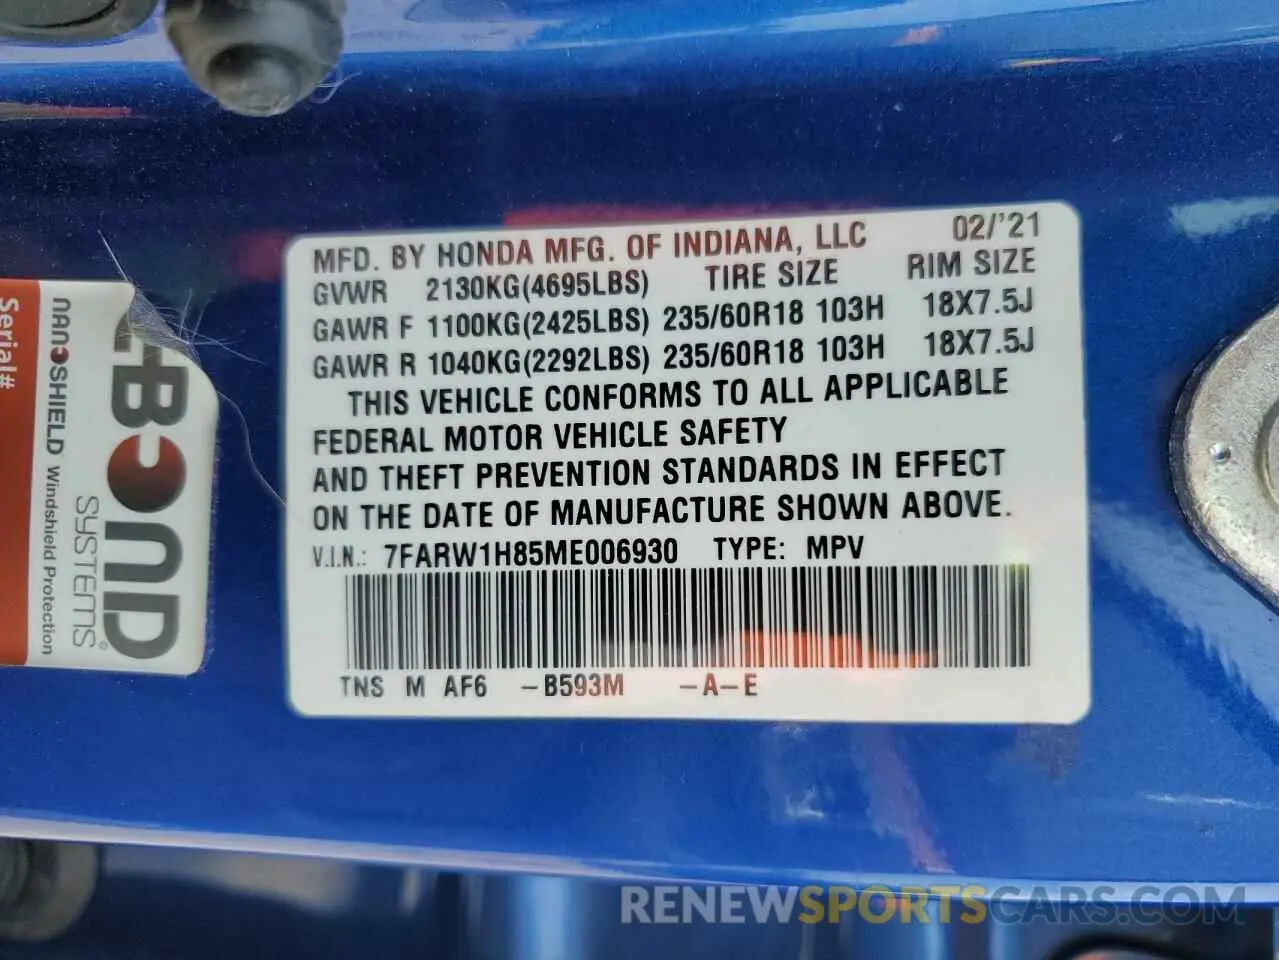 MFD. BY HONDA MFG. OF INDIANA, LLC 02/'21
GVWR 2130KG(4695LBS) TIRE SIZE RIM SIZE
GAWR F 1100KG(2425LBS) 235/60R18 103H 18X7.5J
GAWR R 1040KG(2292LBS) 235/60R18 103H 18X7.5J
THIS VEHICLE CONFORMS TO ALL APPLICABLE
FEDERAL MOTOR VEHICLE SAFETY
AND THEFT PREVENTION STANDARDS IN EFFECT
ON THE DATE OF MANUFACTURE SHOWN ABOVE.
V.I.N.: 7FARW1H85ME006930 TYPE: MPV
TNS M AF6 -B593M -A-E
BOND
SYSTEMS®
NANOSHIELD Windshield Protection
Serial#
RENEWSPORTSCARS.COM